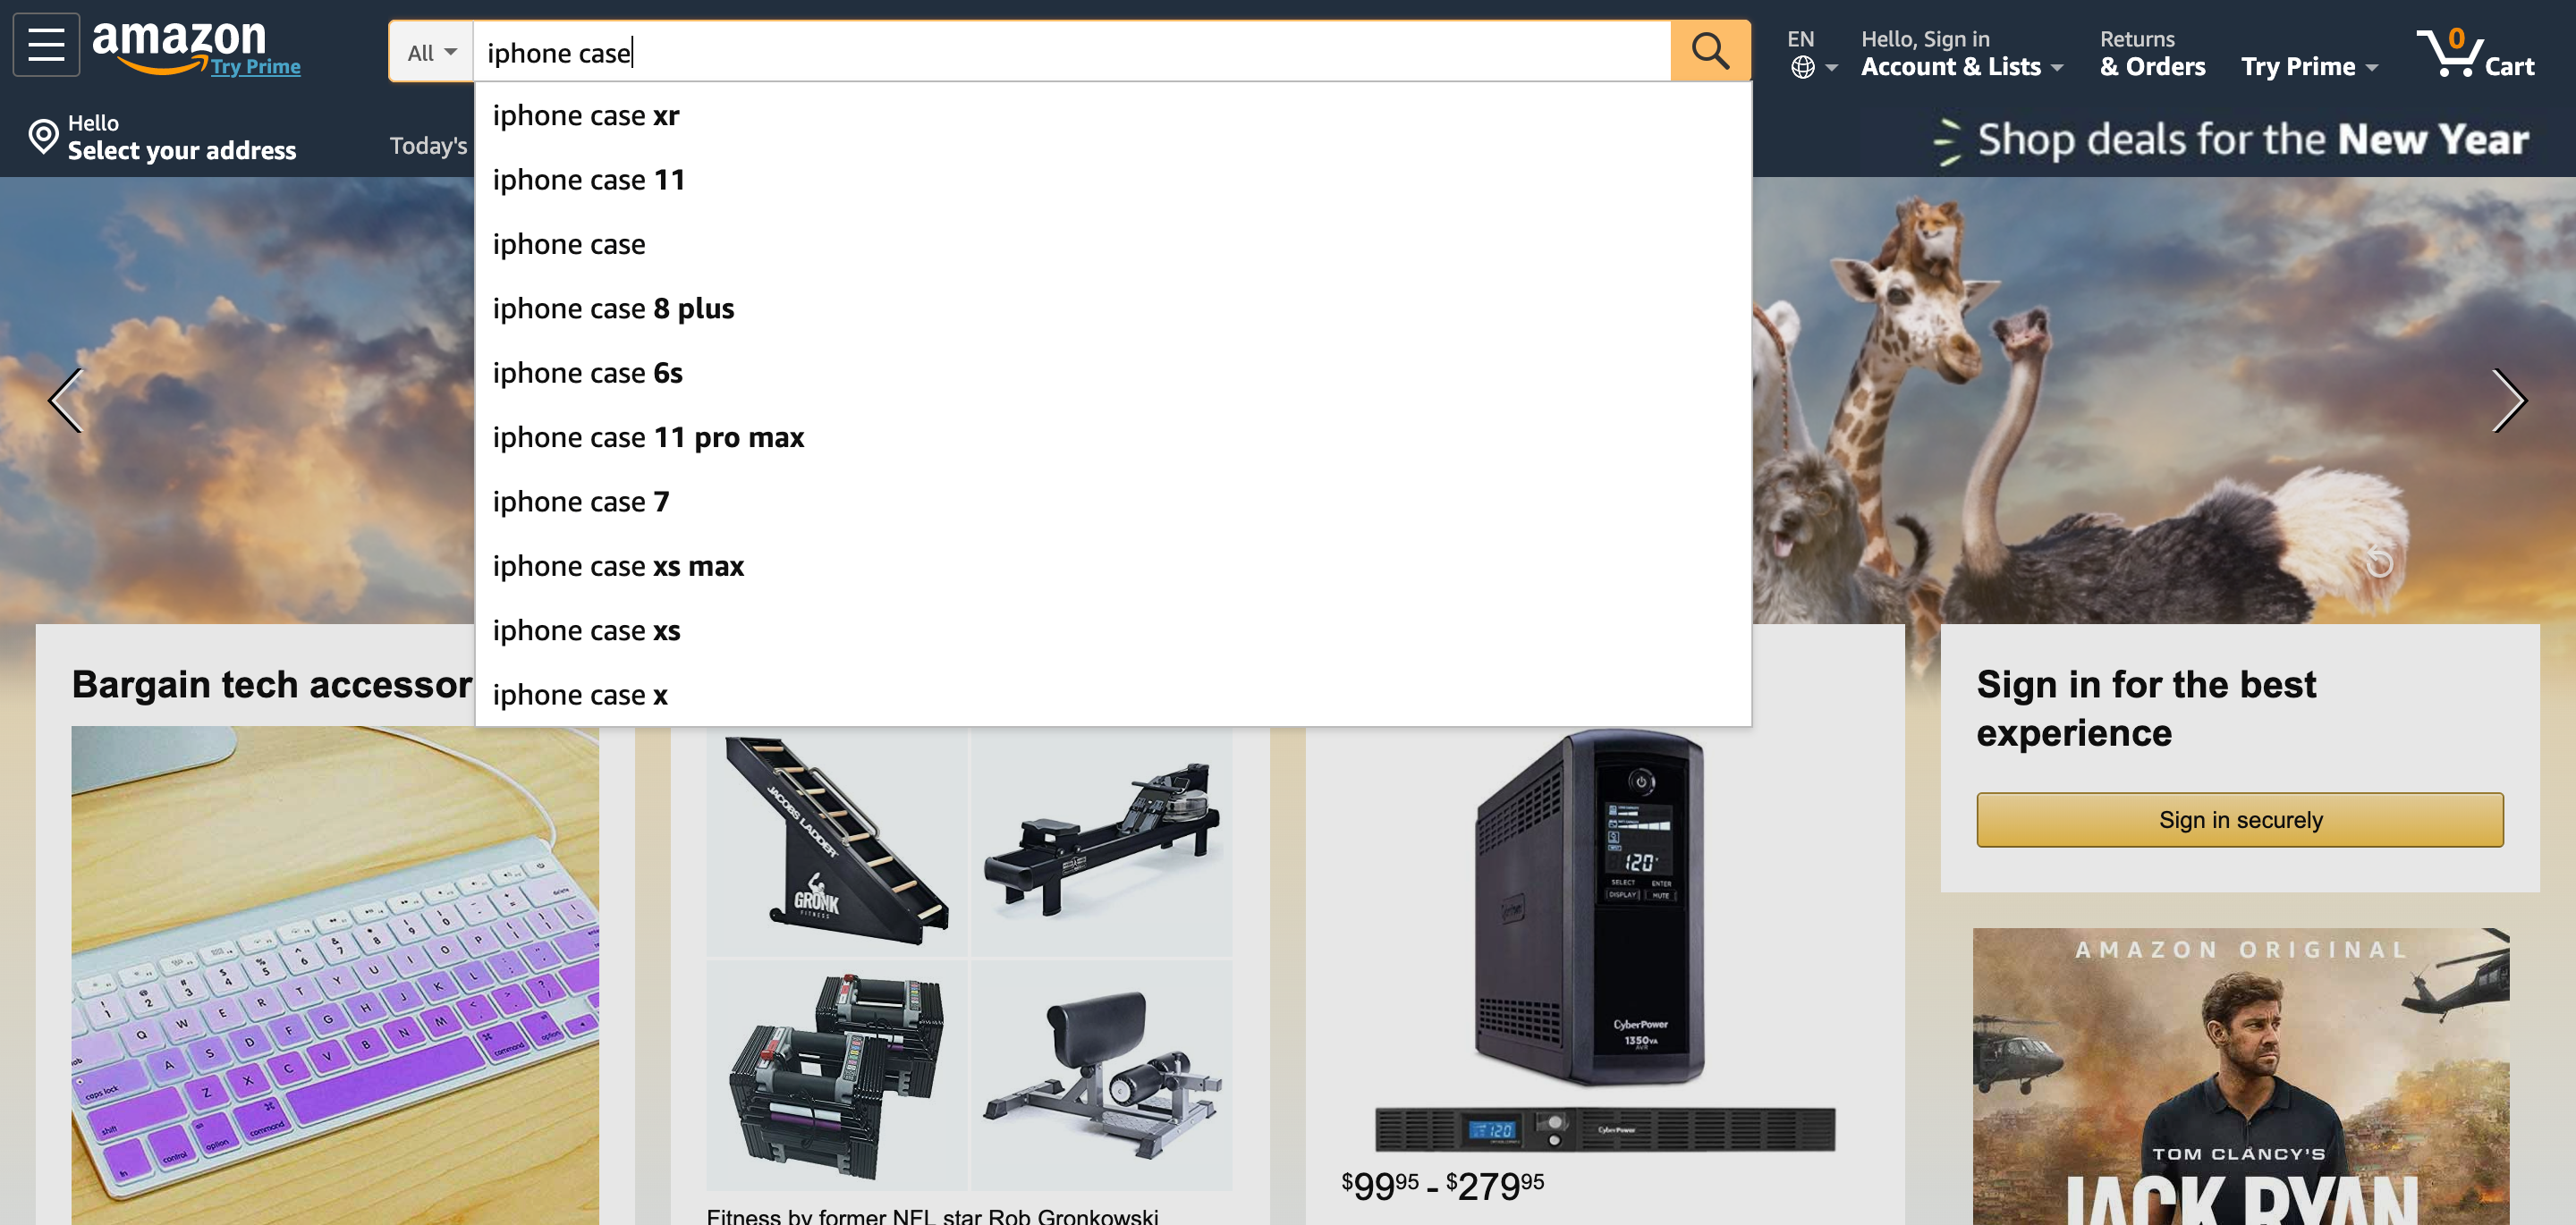 amazon
Try Prime
All
iphone case
EN
Hello, Sign in
Account & Lists
Returns
& Orders
Try Prime
0
Cart
Hello
Select your address
Today's
Shop deals for the New Year
iphone case xr
iphone case 11
iphone case
iphone case 8 plus
iphone case 6s
iphone case 11 pro max
iphone case 7
iphone case xs max
iphone case xs
iphone case x
Bargain tech accessor
JACOBS LADDER
GRONK
FITNESS
120
SELECT ENTER
DISPLAY MUTE
CyberPower
1350VA
AVR
120
CyberPower
$99.95 - $279.95
Fitness by former NFL star Rob Gronkowski
Sign in for the best
experience
Sign in securely
AMAZON ORIGINAL
TOM CLANCY'S
JACK RYAN